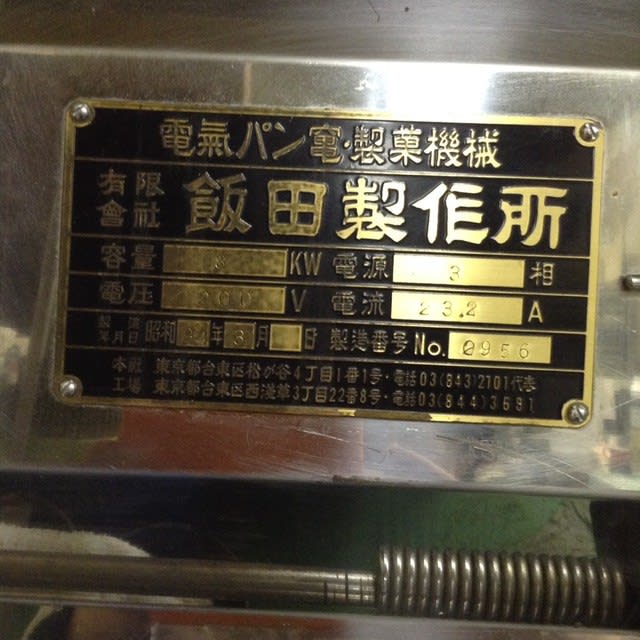 電氣パン窯・製菓機械
有限會社 飯田製作所
容量 8 KW 電源 3 相
電圧 200 V 電流 23.2 A
製造年月日 昭和 年3月 日 製造番号 No. 0956
本社 東京都台東区松が谷4丁目1番1号・電話03(843)2101代表
工場 東京都台東区西浅草3丁目22番8号・電話03(844)3581